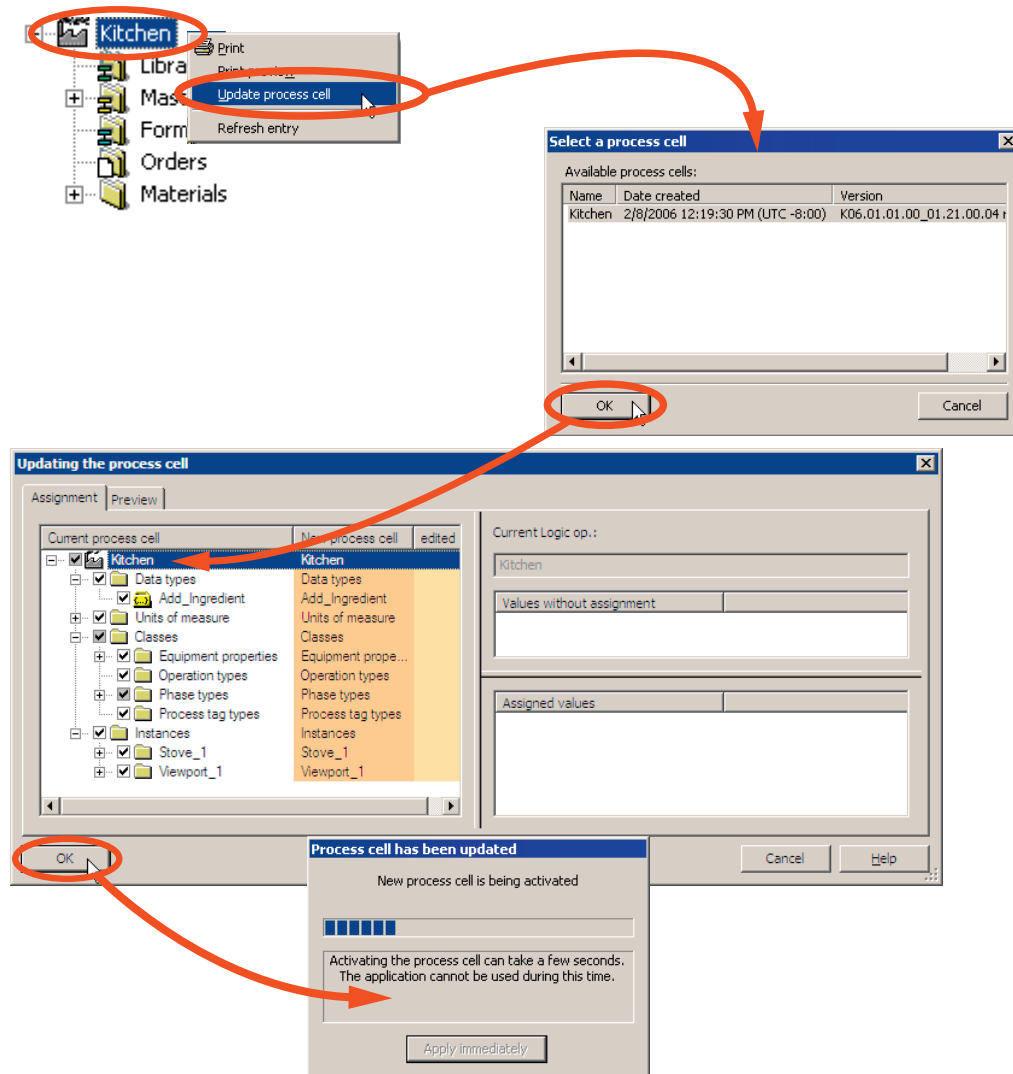 Kitchen
Print
Libra
Print preview
Mas
Update process cell
Form
Refresh entry
Orders
Materials
Select a process cell
Available process cells:
Name Date created Version
Kitchen 2/8/2006 12:19:30 PM (UTC -8:00) K06.01.01.00_01.21.00.04 r
OK Cancel
Updating the process cell
Assignment Preview
Current process cell New process cell edited
Kitchen Kitchen
Data types Data types
Add_Ingredient Add_Ingredient
Units of measure Units of measure
Classes Classes
Equipment properties Equipment prope...
Operation types Operation types
Phase types Phase types
Process tag types Process tag types
Instances Instances
Stove_1 Stove_1
Viewport_1 Viewport_1
Current Logic op.:
Kitchen
Values without assignment
Assigned values
OK Cancel Help
Process cell has been updated
New process cell is being activated
Activating the process cell can take a few seconds.
The application cannot be used during this time.
Apply immediately